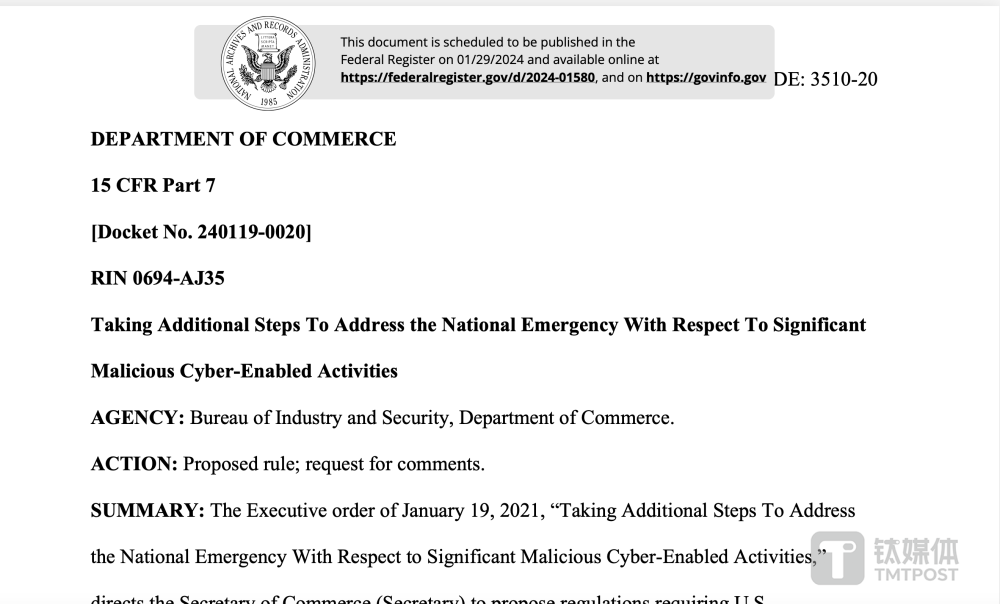 NATIONAL ARCHIVES AND RECORDS ADMINISTRATION
LITTERA SCRIPTA MANET
1985
This document is scheduled to be published in the
Federal Register on 01/29/2024 and available online at
https://federalregister.gov/d/2024-01580, and on https://govinfo.gov
DE: 3510-20
DEPARTMENT OF COMMERCE
15 CFR Part 7
[Docket No. 240119-0020]
RIN 0694-AJ35
Taking Additional Steps To Address the National Emergency With Respect To Significant
Malicious Cyber-Enabled Activities
AGENCY: Bureau of Industry and Security, Department of Commerce.
ACTION: Proposed rule; request for comments.
SUMMARY: The Executive order of January 19, 2021, “Taking Additional Steps To Address
the National Emergency With Respect to Significant Malicious Cyber-Enabled Activities,”
directs the Secretary of Commerce (Secretary) to propose regulations requiring U.S.
钛媒体
TMTPOST